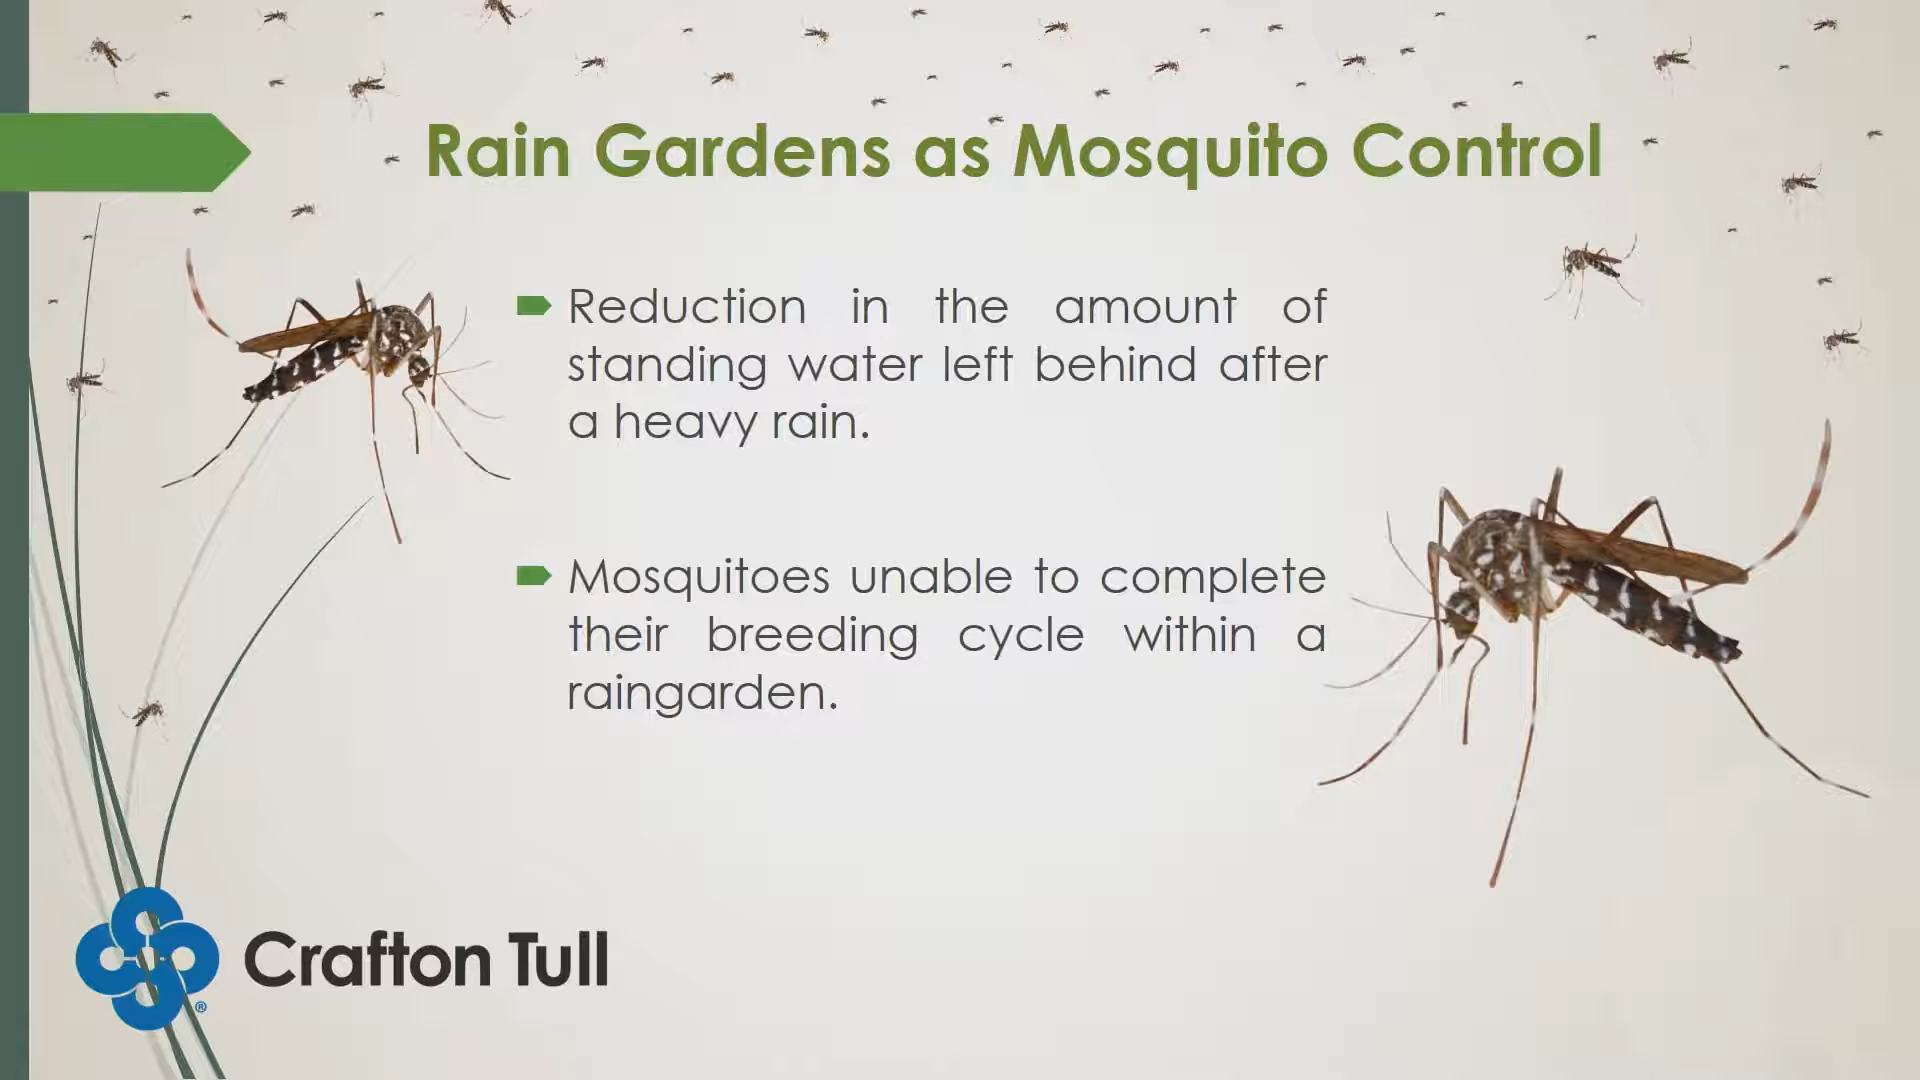 Rain Gardens as Mosquito Control
Reduction in the amount of
standing water left behind after
a heavy rain.
Mosquitoes unable to complete
their breeding cycle within a
raingarden.
Crafton Tull
®